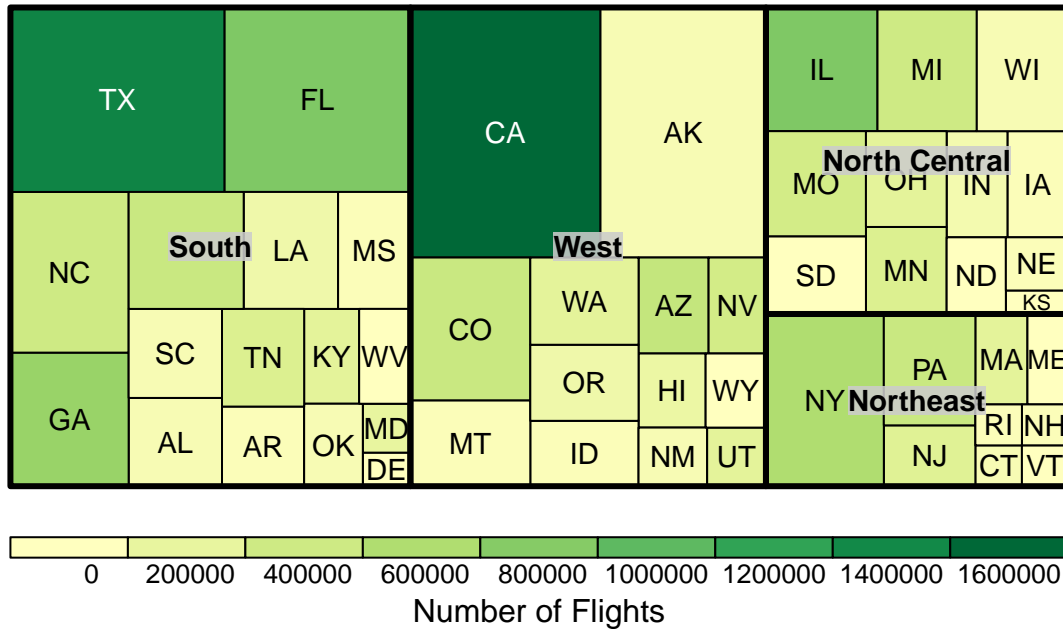 TX
FL
CA
AK
IL
MI
WI
North Central
MO
OH
IN
IA
NC
South
LA
MS
West
SD
MN
ND
NE
KS
CO
WA
AZ
NV
SC
TN
KY
WV
GA
AL
AR
OK
MD
DE
MT
OR
HI
WY
ID
NM
UT
NY
PA
MA
ME
Northeast
NJ
RI
NH
CT
VT
0 200000 400000 600000 800000 1000000 1200000 1400000 1600000
Number of Flights